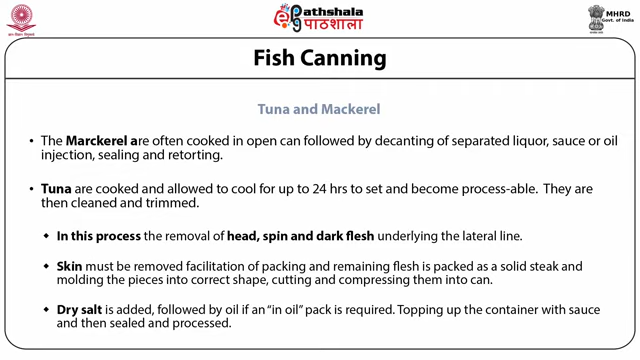 Pathshala
पाठशाला
MHRD
Govt. of India
Fish Canning
Tuna and Mackerel
• The Marckerel are often cooked in open can followed by decanting of separated liquor, sauce or oil
injection, sealing and retorting.
• Tuna are cooked and allowed to cool for up to 24 hrs to set and become process-able. They are
then cleaned and trimmed.
◆ In this process the removal of head, spin and dark flesh underlying the lateral line.
◆ Skin must be removed facilitation of packing and remaining flesh is packed as a solid steak and
molding the pieces into correct shape, cutting and compressing them into can.
◆ Dry salt is added, followed by oil if an “in oil” pack is required. Topping up the container with sauce
and then sealed and processed.